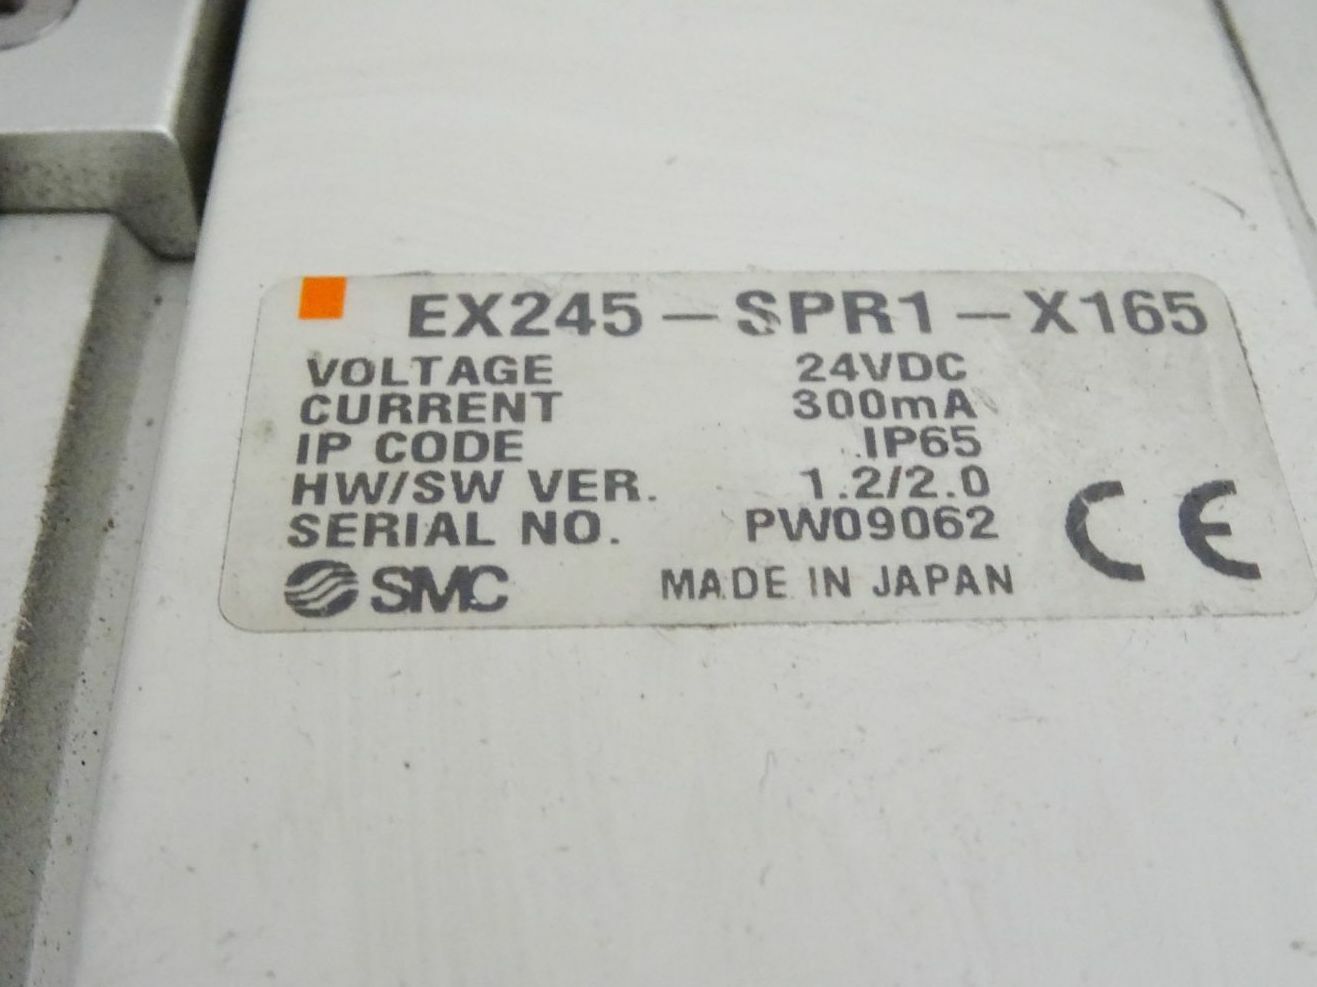 EX245-SPR1-X165
VOLTAGE 24VDC
CURRENT 300mA
IP CODE IP65
HW/SW VER. 1.2/2.0
SERIAL NO. PW09062
SMC MADE IN JAPAN CE